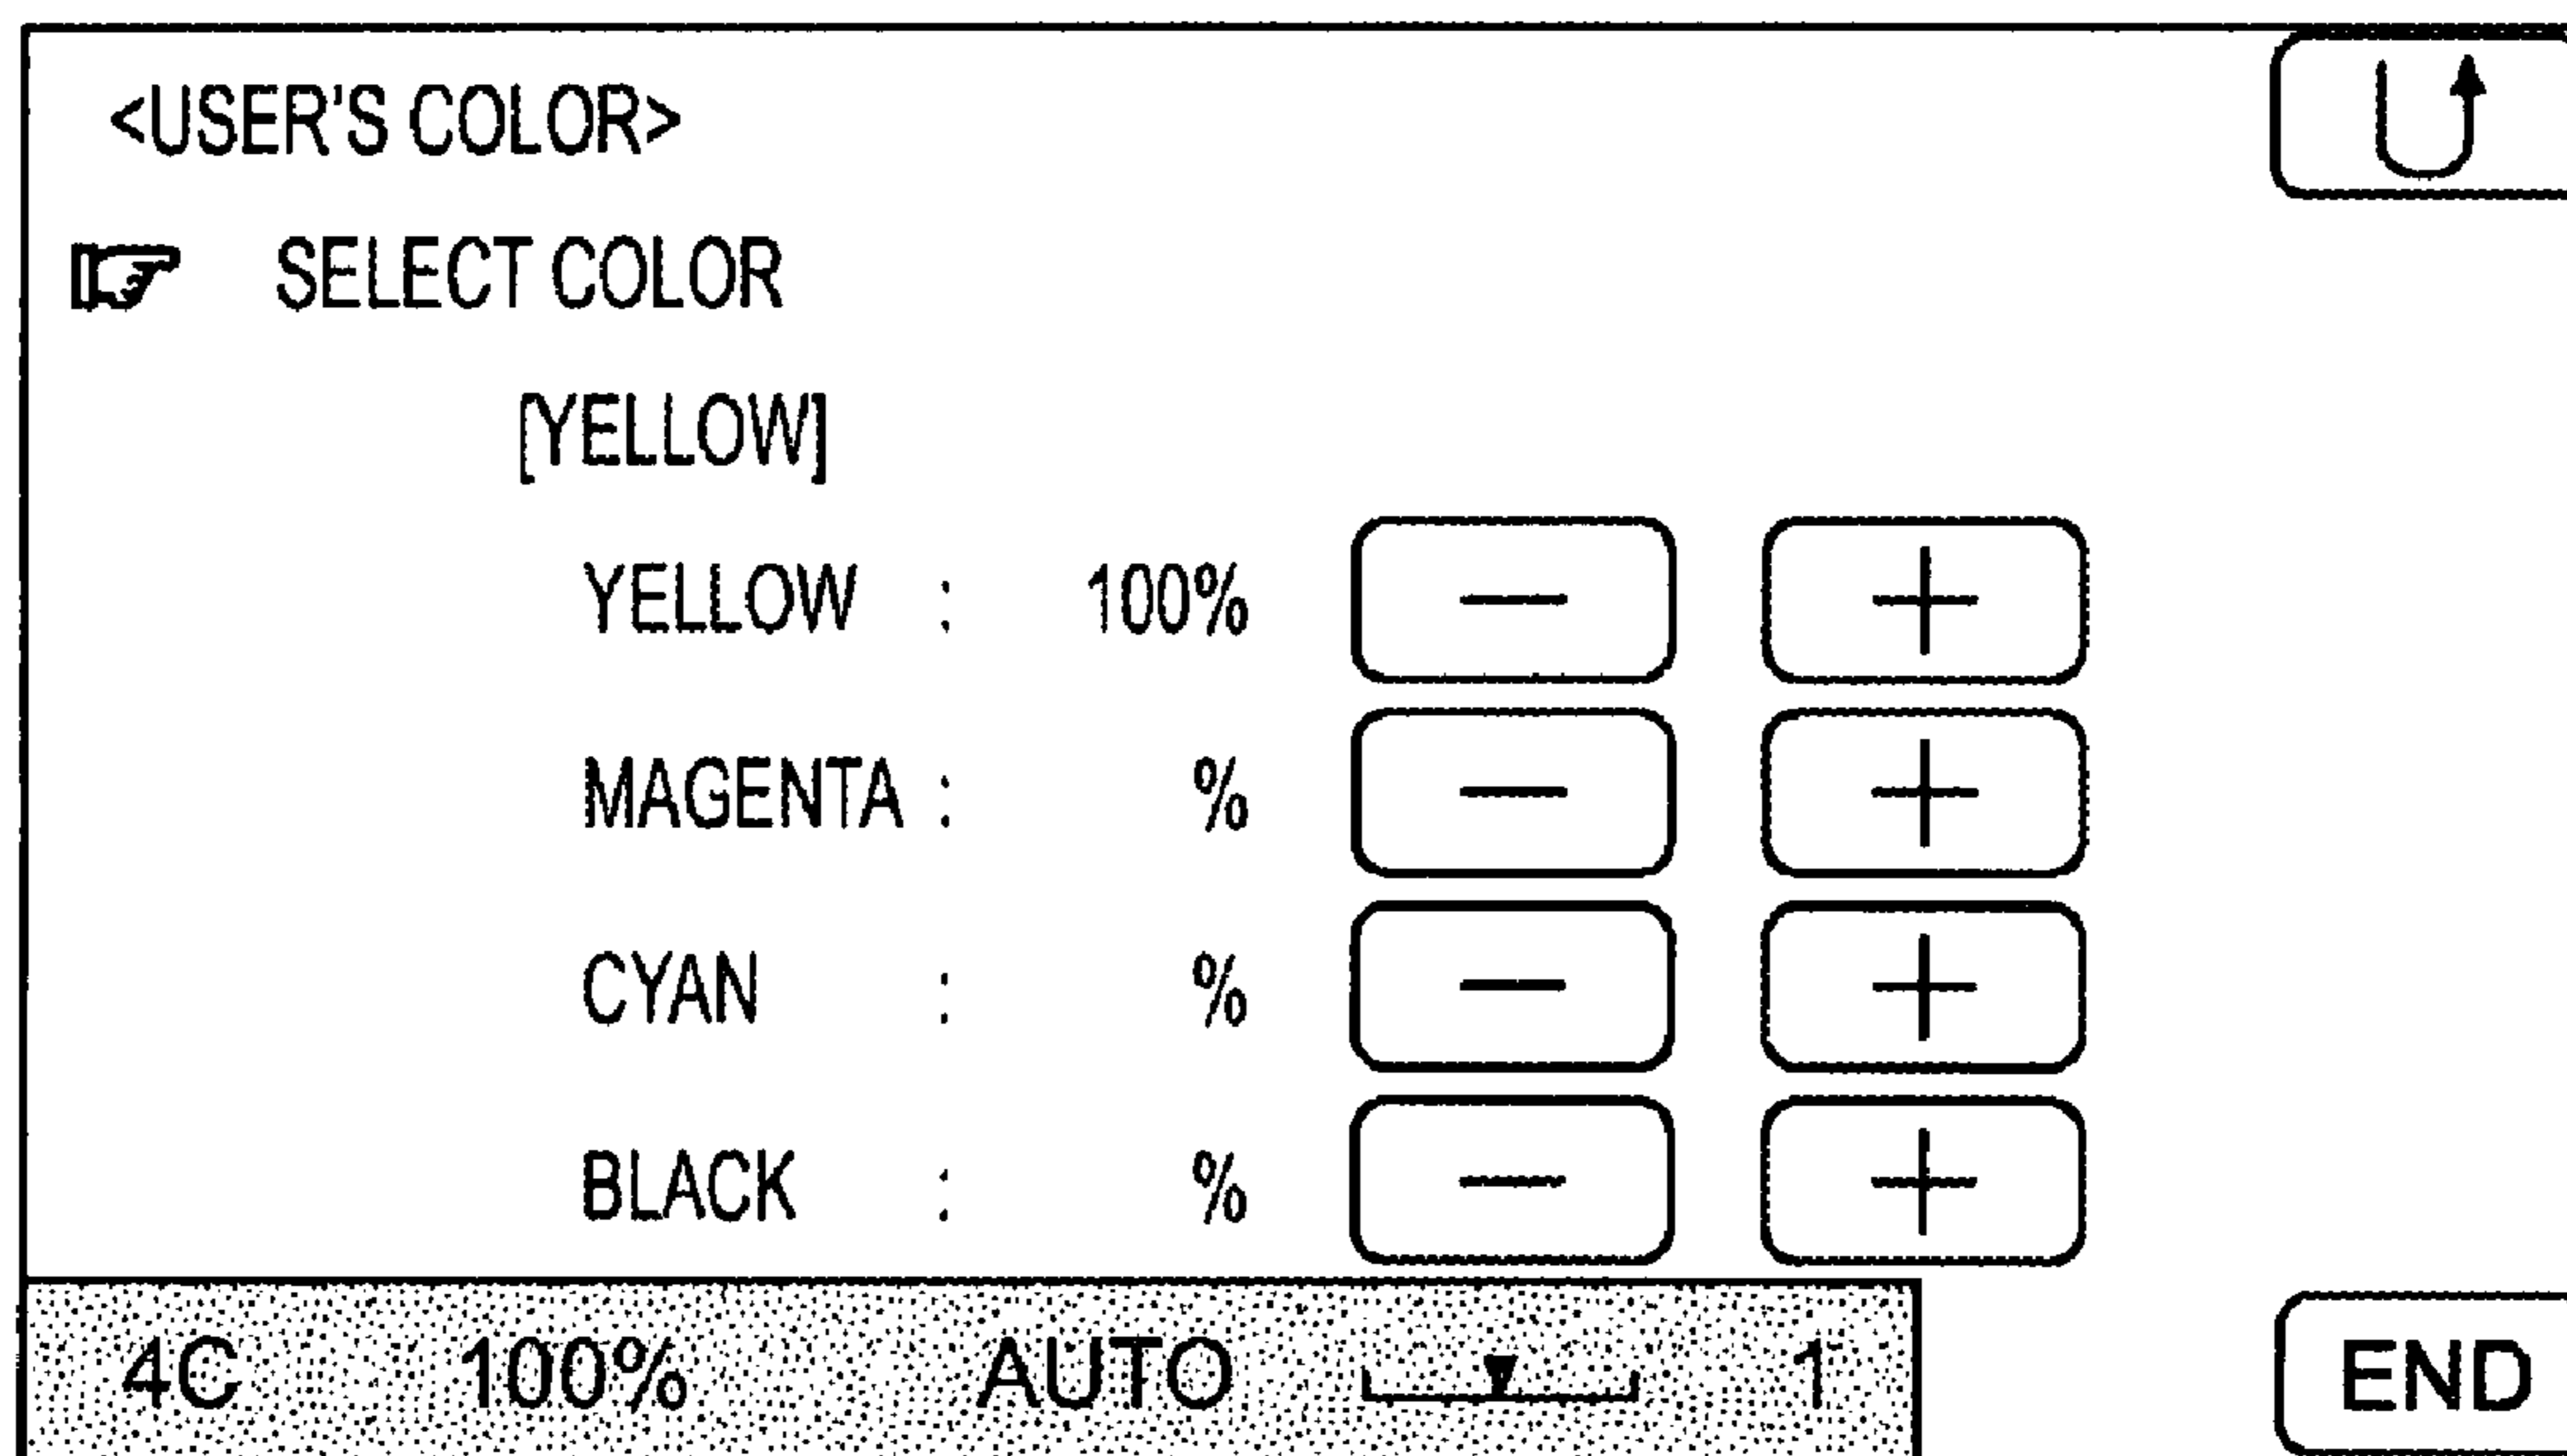 <USER'S COLOR>
SELECT COLOR
[YELLOW]
YELLOW : 100% — +
MAGENTA : % — +
CYAN : % — +
BLACK : % — +
4C 100% AUTO 1 END